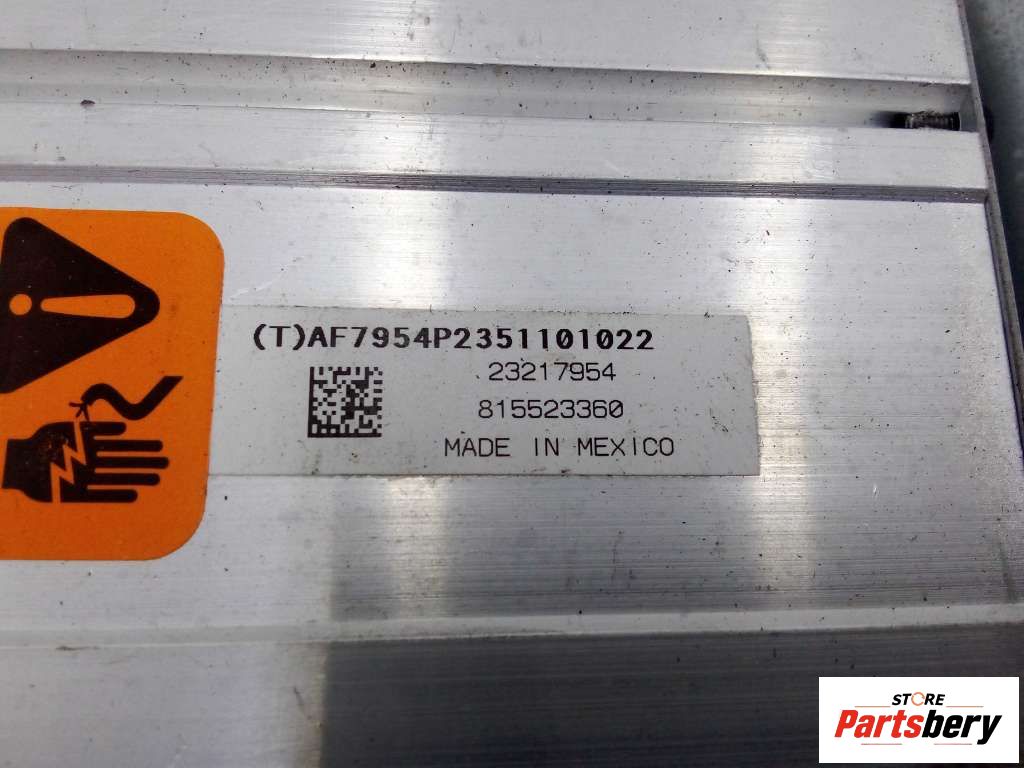 (T)AF7954P2351101022
23217954
815523360
MADE IN MEXICO
STORE
Partsbery